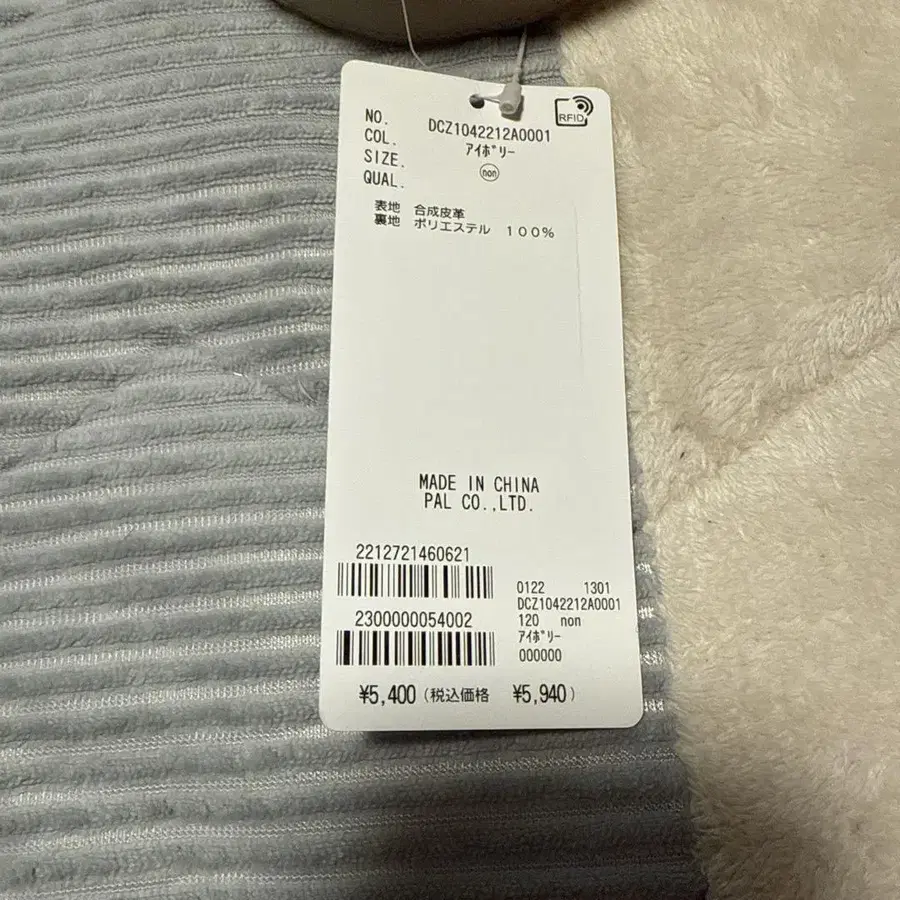 RFID
NO. DCZ1042212A0001
COL. ｱｲﾎﾞﾘｰ
SIZE. non
QUAL.
表地 合成皮革
裏地 ポリエステル 100%
MADE IN CHINA
PAL CO.,LTD.
2212721460621
2300000054002
0122 1301
DCZ1042212A0001
120 non
ｱｲﾎﾞﾘｰ
000000
¥5,400 (税込価格 ¥5,940)